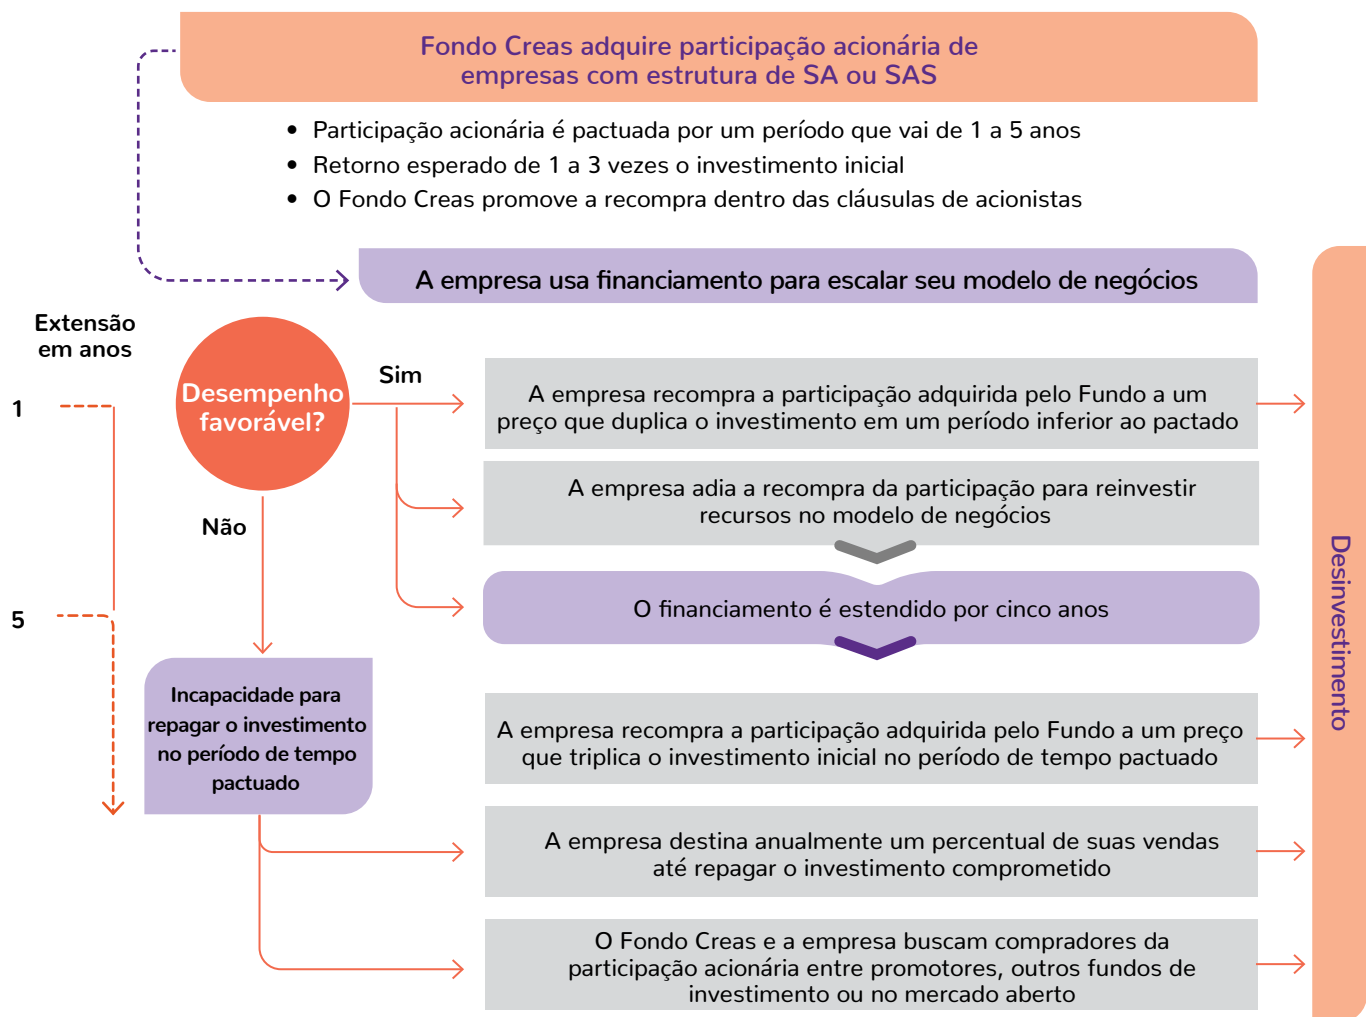 Fondo Creas adquire participação acionária de
empresas com estrutura de SA ou SAS
• Participação acionária é pactuada por um período que vai de 1 a 5 anos
• Retorno esperado de 1 a 3 vezes o investimento inicial
• O Fondo Creas promove a recompra dentro das cláusulas de acionistas
A empresa usa financiamento para escalar seu modelo de negócios
Extensão
em anos
1
5
Desempenho
favorável?
Sim
Não
A empresa recompra a participação adquirida pelo Fundo a um
preço que duplica o investimento em um período inferior ao pactado
A empresa adia a recompra da participação para reinvestir
recursos no modelo de negócios
O financiamento é estendido por cinco anos
Incapacidade para
repagar o investimento
no período de tempo
pactuado
A empresa recompra a participação adquirida pelo Fundo a um preço
que triplica o investimento inicial no período de tempo pactuado
A empresa destina anualmente um percentual de suas vendas
até repagar o investimento comprometido
O Fondo Creas e a empresa buscam compradores da
participação acionária entre promotores, outros fundos de
investimento ou no mercado aberto
Desinvestimento